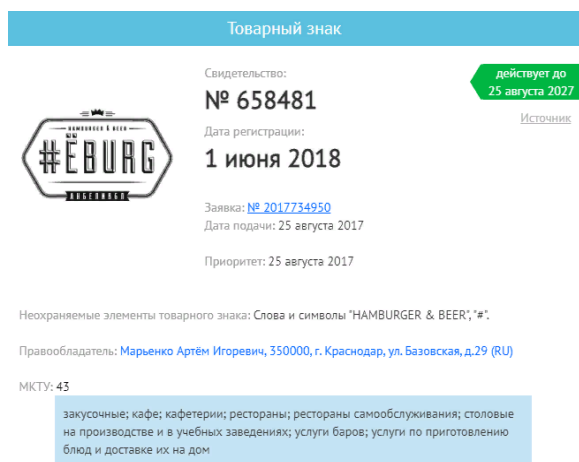 Товарный знак
HAMBURGER & BEER
#ЁBURG
Свидетельство:
№ 658481
Дата регистрации:
1 июня 2018
действует до
25 августа 2027
Источник
Заявка: № 2017734950
Дата подачи: 25 августа 2017
Приоритет: 25 августа 2017
Неохраняемые элементы товарного знака: Слова и символы "HAMBURGER & BEER", "#".
Правообладатель: Марьенко Артём Игоревич, 350000, г. Краснодар, ул. Базовская, д.29 (RU)
МКТУ: 43
закусочные; кафе; кафетерии; рестораны; рестораны самообслуживания; столовые
на производстве и в учебных заведениях; услуги баров; услуги по приготовлению
блюд и доставке их на дом